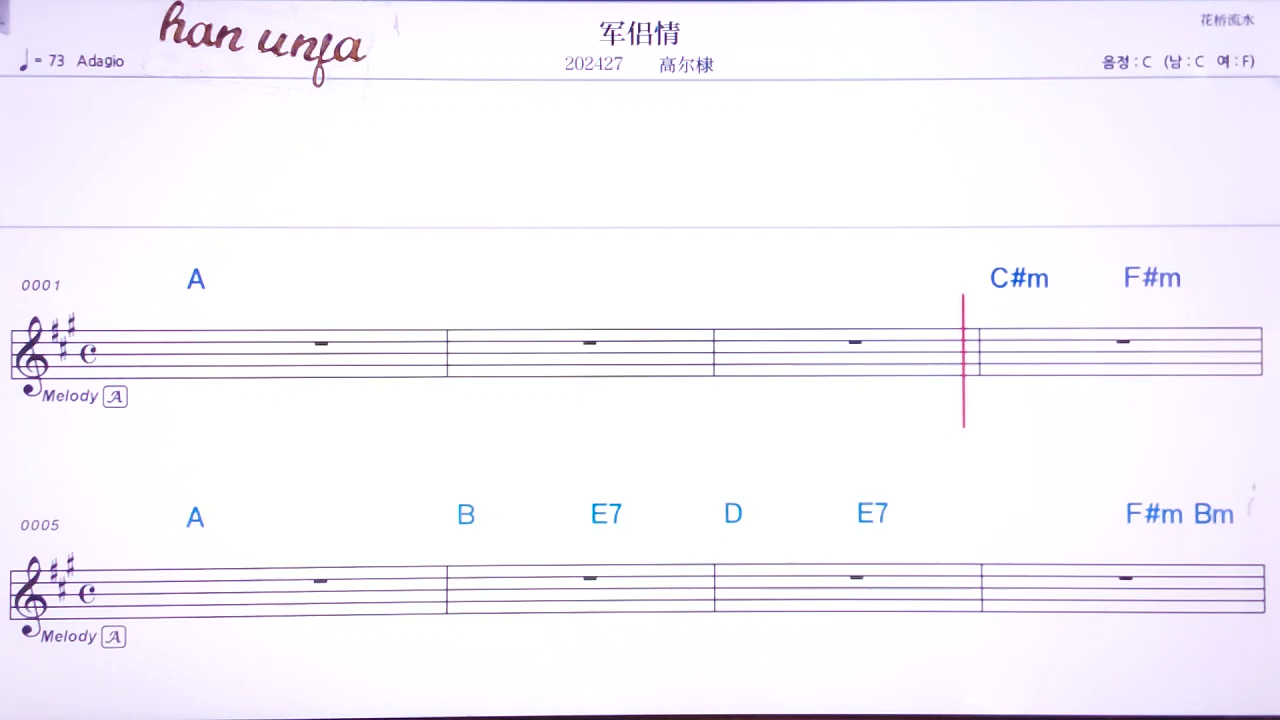 han unfa
军侣情
花桥流水
♩= 73 Adagio
202427 高尔棣
음정 : C (남 : C 여 : F)
0001 A C#m F#m
Melody A
0005 A B E7 D E7 F#m Bm
Melody A